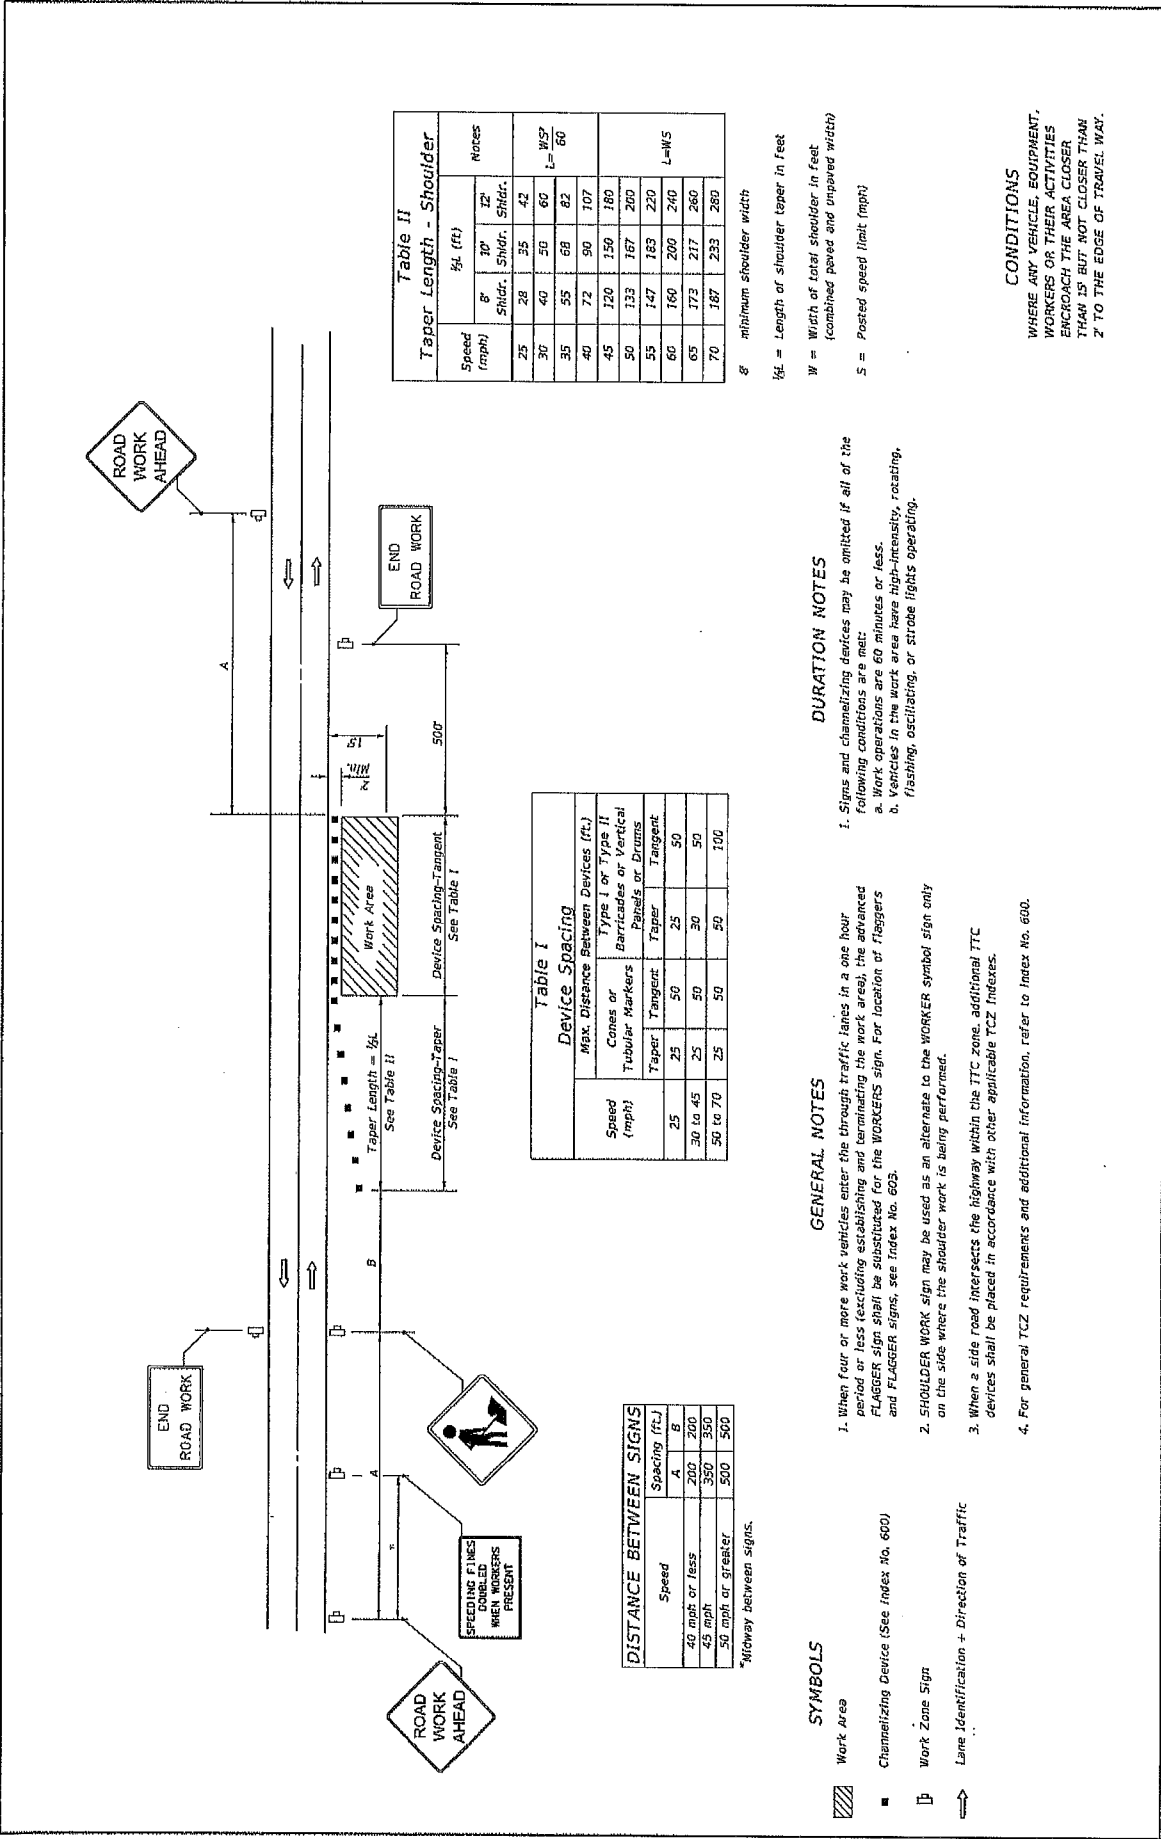 ROAD
WORK
AHEAD
SPEEDING FINES
DOUBLED
WHEN WORKERS
PRESENT
END
ROAD WORK
A
*
B
Taper Length = ⅓L
See Table II
Device Spacing-Taper
See Table I
Work Area
Device Spacing-Tangent
See Table I
2'
Min.
15'
500'
A
END
ROAD WORK
ROAD
WORK
AHEAD
DISTANCE BETWEEN SIGNS
Speed Spacing (ft.)
A B
40 mph or less 200 200
45 mph 350 350
50 mph or greater 500 500
*Midway between signs.
Table I
Device Spacing
Speed (mph) Max. Distance Between Devices (ft.)
Cones or Tubular Markers Type I or Type II Barricades or Vertical Panels or Drums
Taper Tangent Taper Tangent
25 25 50 25 50
30 to 45 25 50 30 50
50 to 70 25 50 50 100
Table II
Taper Length - Shoulder
Speed (mph) ⅓L (ft) Notes
8' Shldr. 10' Shldr. 12' Shldr.
25 28 35 42
30 40 50 60
35 55 68 82
40 72 90 107
L= WS²/60
45 120 150 180
50 133 167 200
55 147 183 220
60 160 200 240
65 173 217 260
70 187 233 280
L=WS
8' minimum shoulder width
⅓L = Length of shoulder taper in feet
W = Width of total shoulder in feet
(combined paved and unpaved width)
S = Posted speed limit (mph)
SYMBOLS
Work Area
Channelizing Device (See Index No. 600)
Work Zone Sign
Lane Identification + Direction of Traffic
GENERAL NOTES
1. When four or more work vehicles enter the through traffic lanes in a one hour
period or less (excluding establishing and terminating the work area), the advanced
FLAGGER sign shall be substituted for the WORKERS sign. For location of flaggers
and FLAGGER signs, see Index No. 603.
2. SHOULDER WORK sign may be used as an alternate to the WORKER symbol sign only
on the side where the shoulder work is being performed.
3. When a side road intersects the highway within the TTC zone, additional TTC
devices shall be placed in accordance with other applicable TCZ Indexes.
4. For general TCZ requirements and additional information, refer to Index No. 600.
DURATION NOTES
1. Signs and channelizing devices may be omitted if all of the
following conditions are met:
a. Work operations are 60 minutes or less.
b. Vehicles in the work area have high-intensity, rotating,
flashing, oscillating, or strobe lights operating.
CONDITIONS
WHERE ANY VEHICLE, EQUIPMENT,
WORKERS OR THEIR ACTIVITIES
ENCROACH THE AREA CLOSER
THAN 15' BUT NOT CLOSER THAN
2' TO THE EDGE OF TRAVEL WAY.